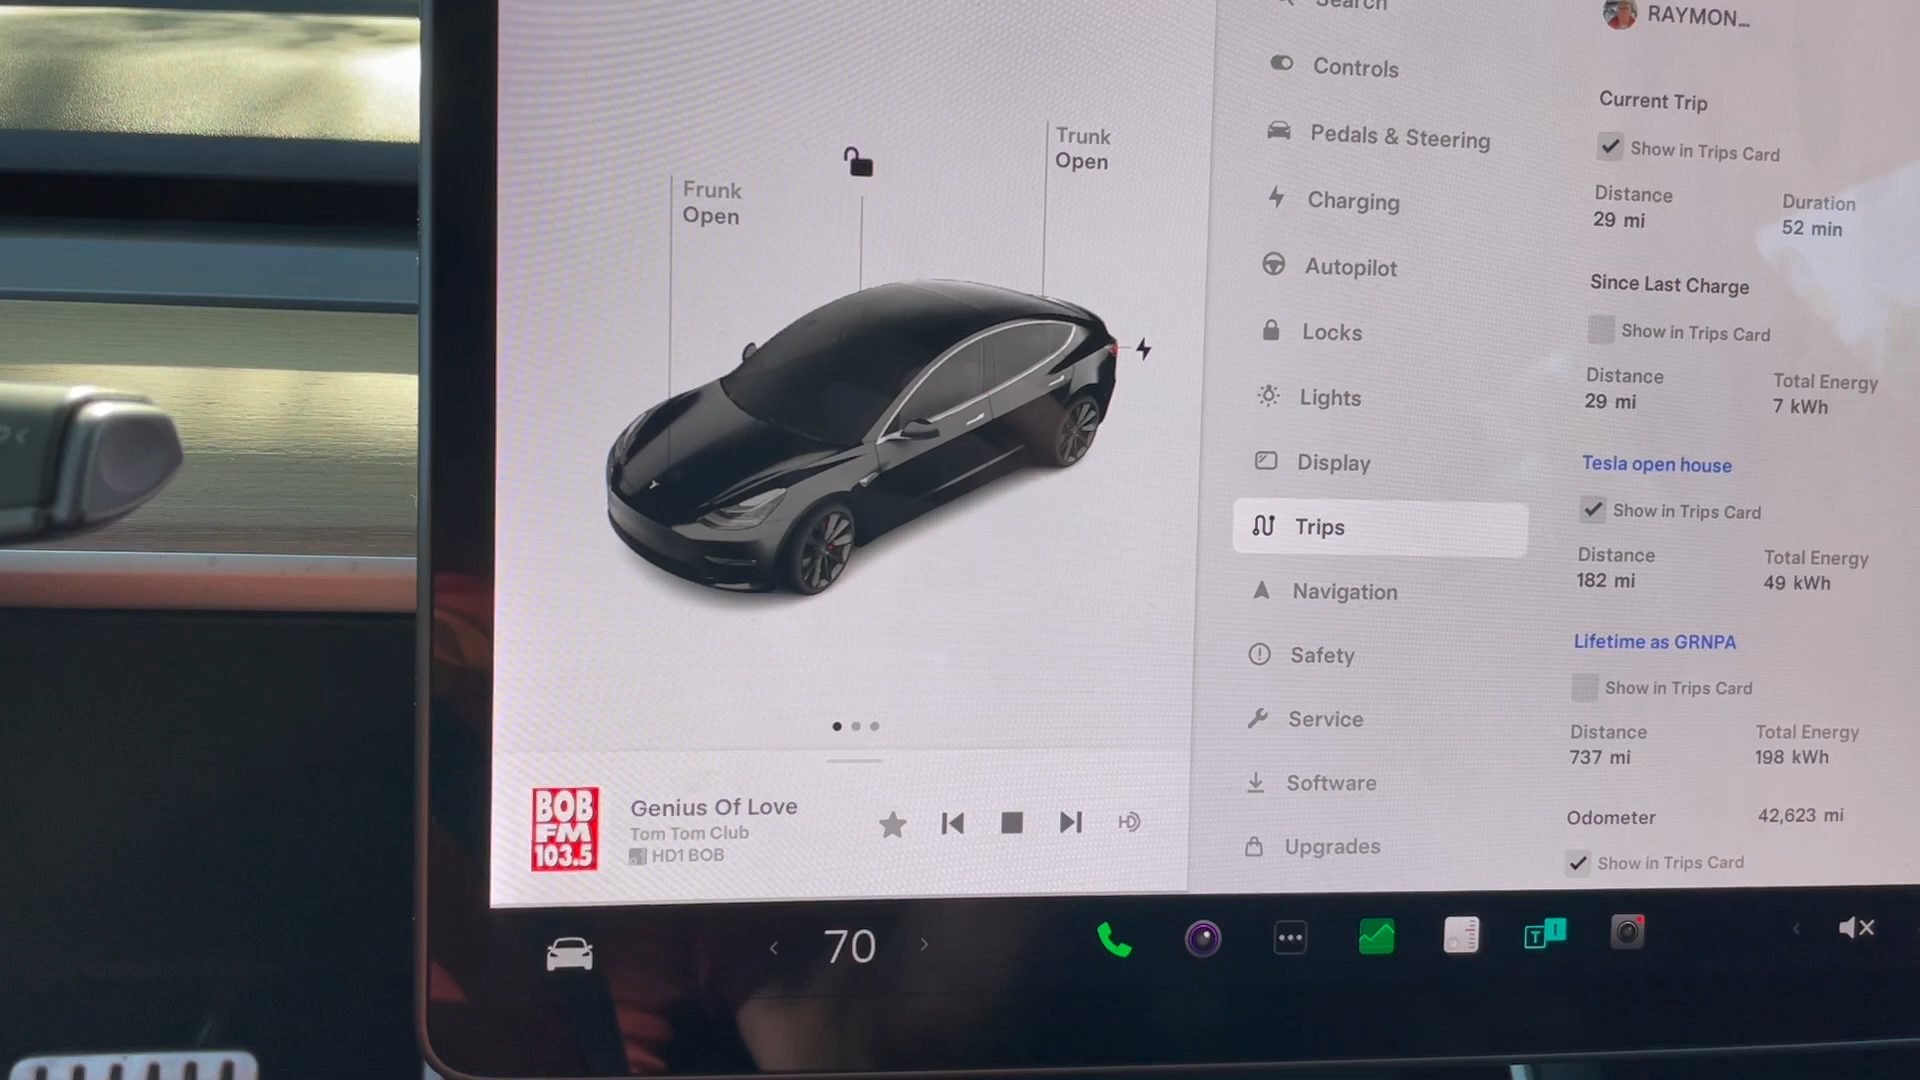 Frunk
Open
Trunk
Open
BOB
FM
103.5
Genius Of Love
Tom Tom Club
HD1 BOB
Search
Controls
Pedals & Steering
Charging
Autopilot
Locks
Lights
Display
Trips
Navigation
Safety
Service
Software
Upgrades
RAYMON...
Current Trip
Show in Trips Card
Distance
Duration
29 mi
52 min
Since Last Charge
Show in Trips Card
Distance
Total Energy
29 mi
7 kWh
Tesla open house
Show in Trips Card
Distance
Total Energy
182 mi
49 kWh
Lifetime as GRNPA
Show in Trips Card
Distance
Total Energy
737 mi
198 kWh
Odometer
42,623 mi
Show in Trips Card
70
T
I